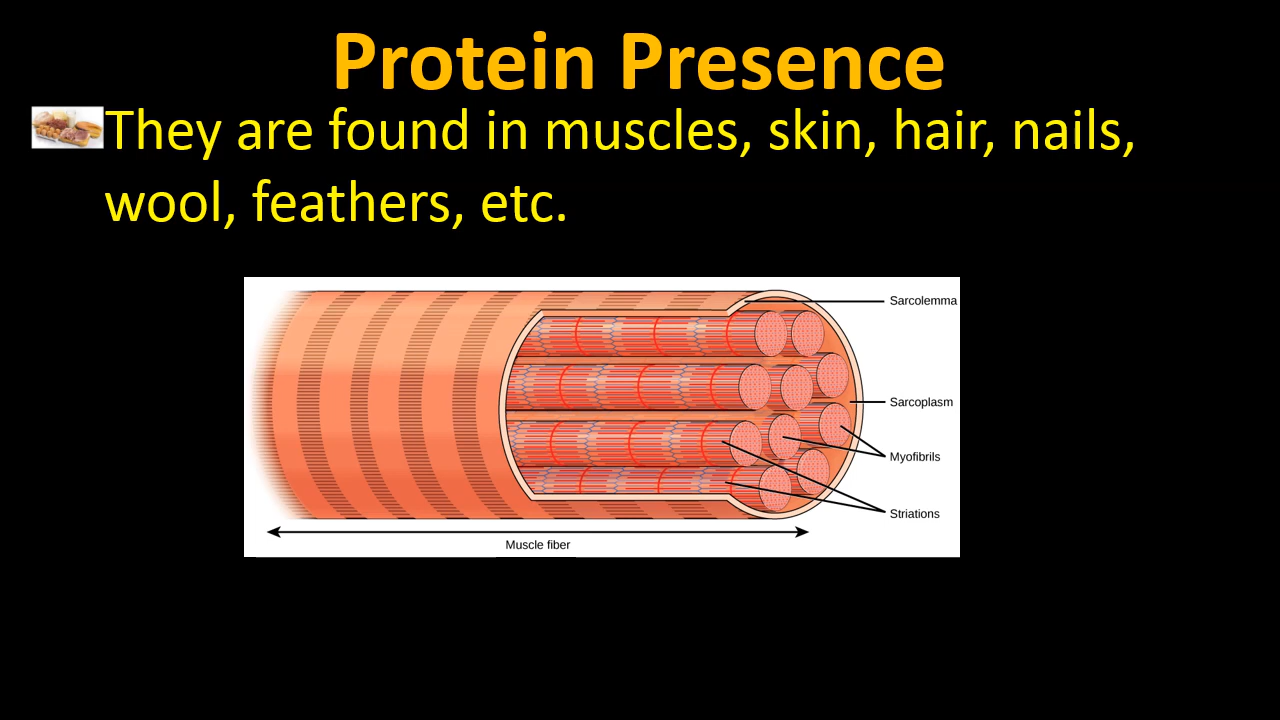 Protein Presence
They are found in muscles, skin, hair, nails,
wool, feathers, etc.
Sarcolemma
Sarcoplasm
Myofibrils
Striations
Muscle fiber